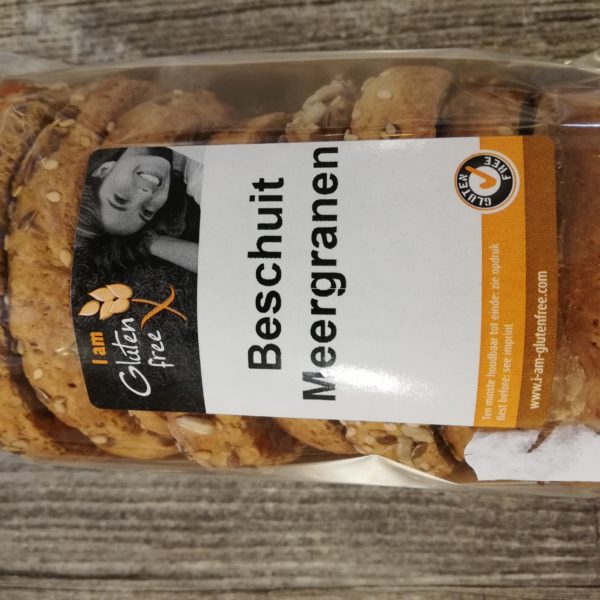 I am
Gluten
free
Beschuit
Meergranen
GLUTEN
FREE
Ten minste houdbaar tot einde: zie opdruk
Best before: see imprint
www.i-am-glutenfree.com